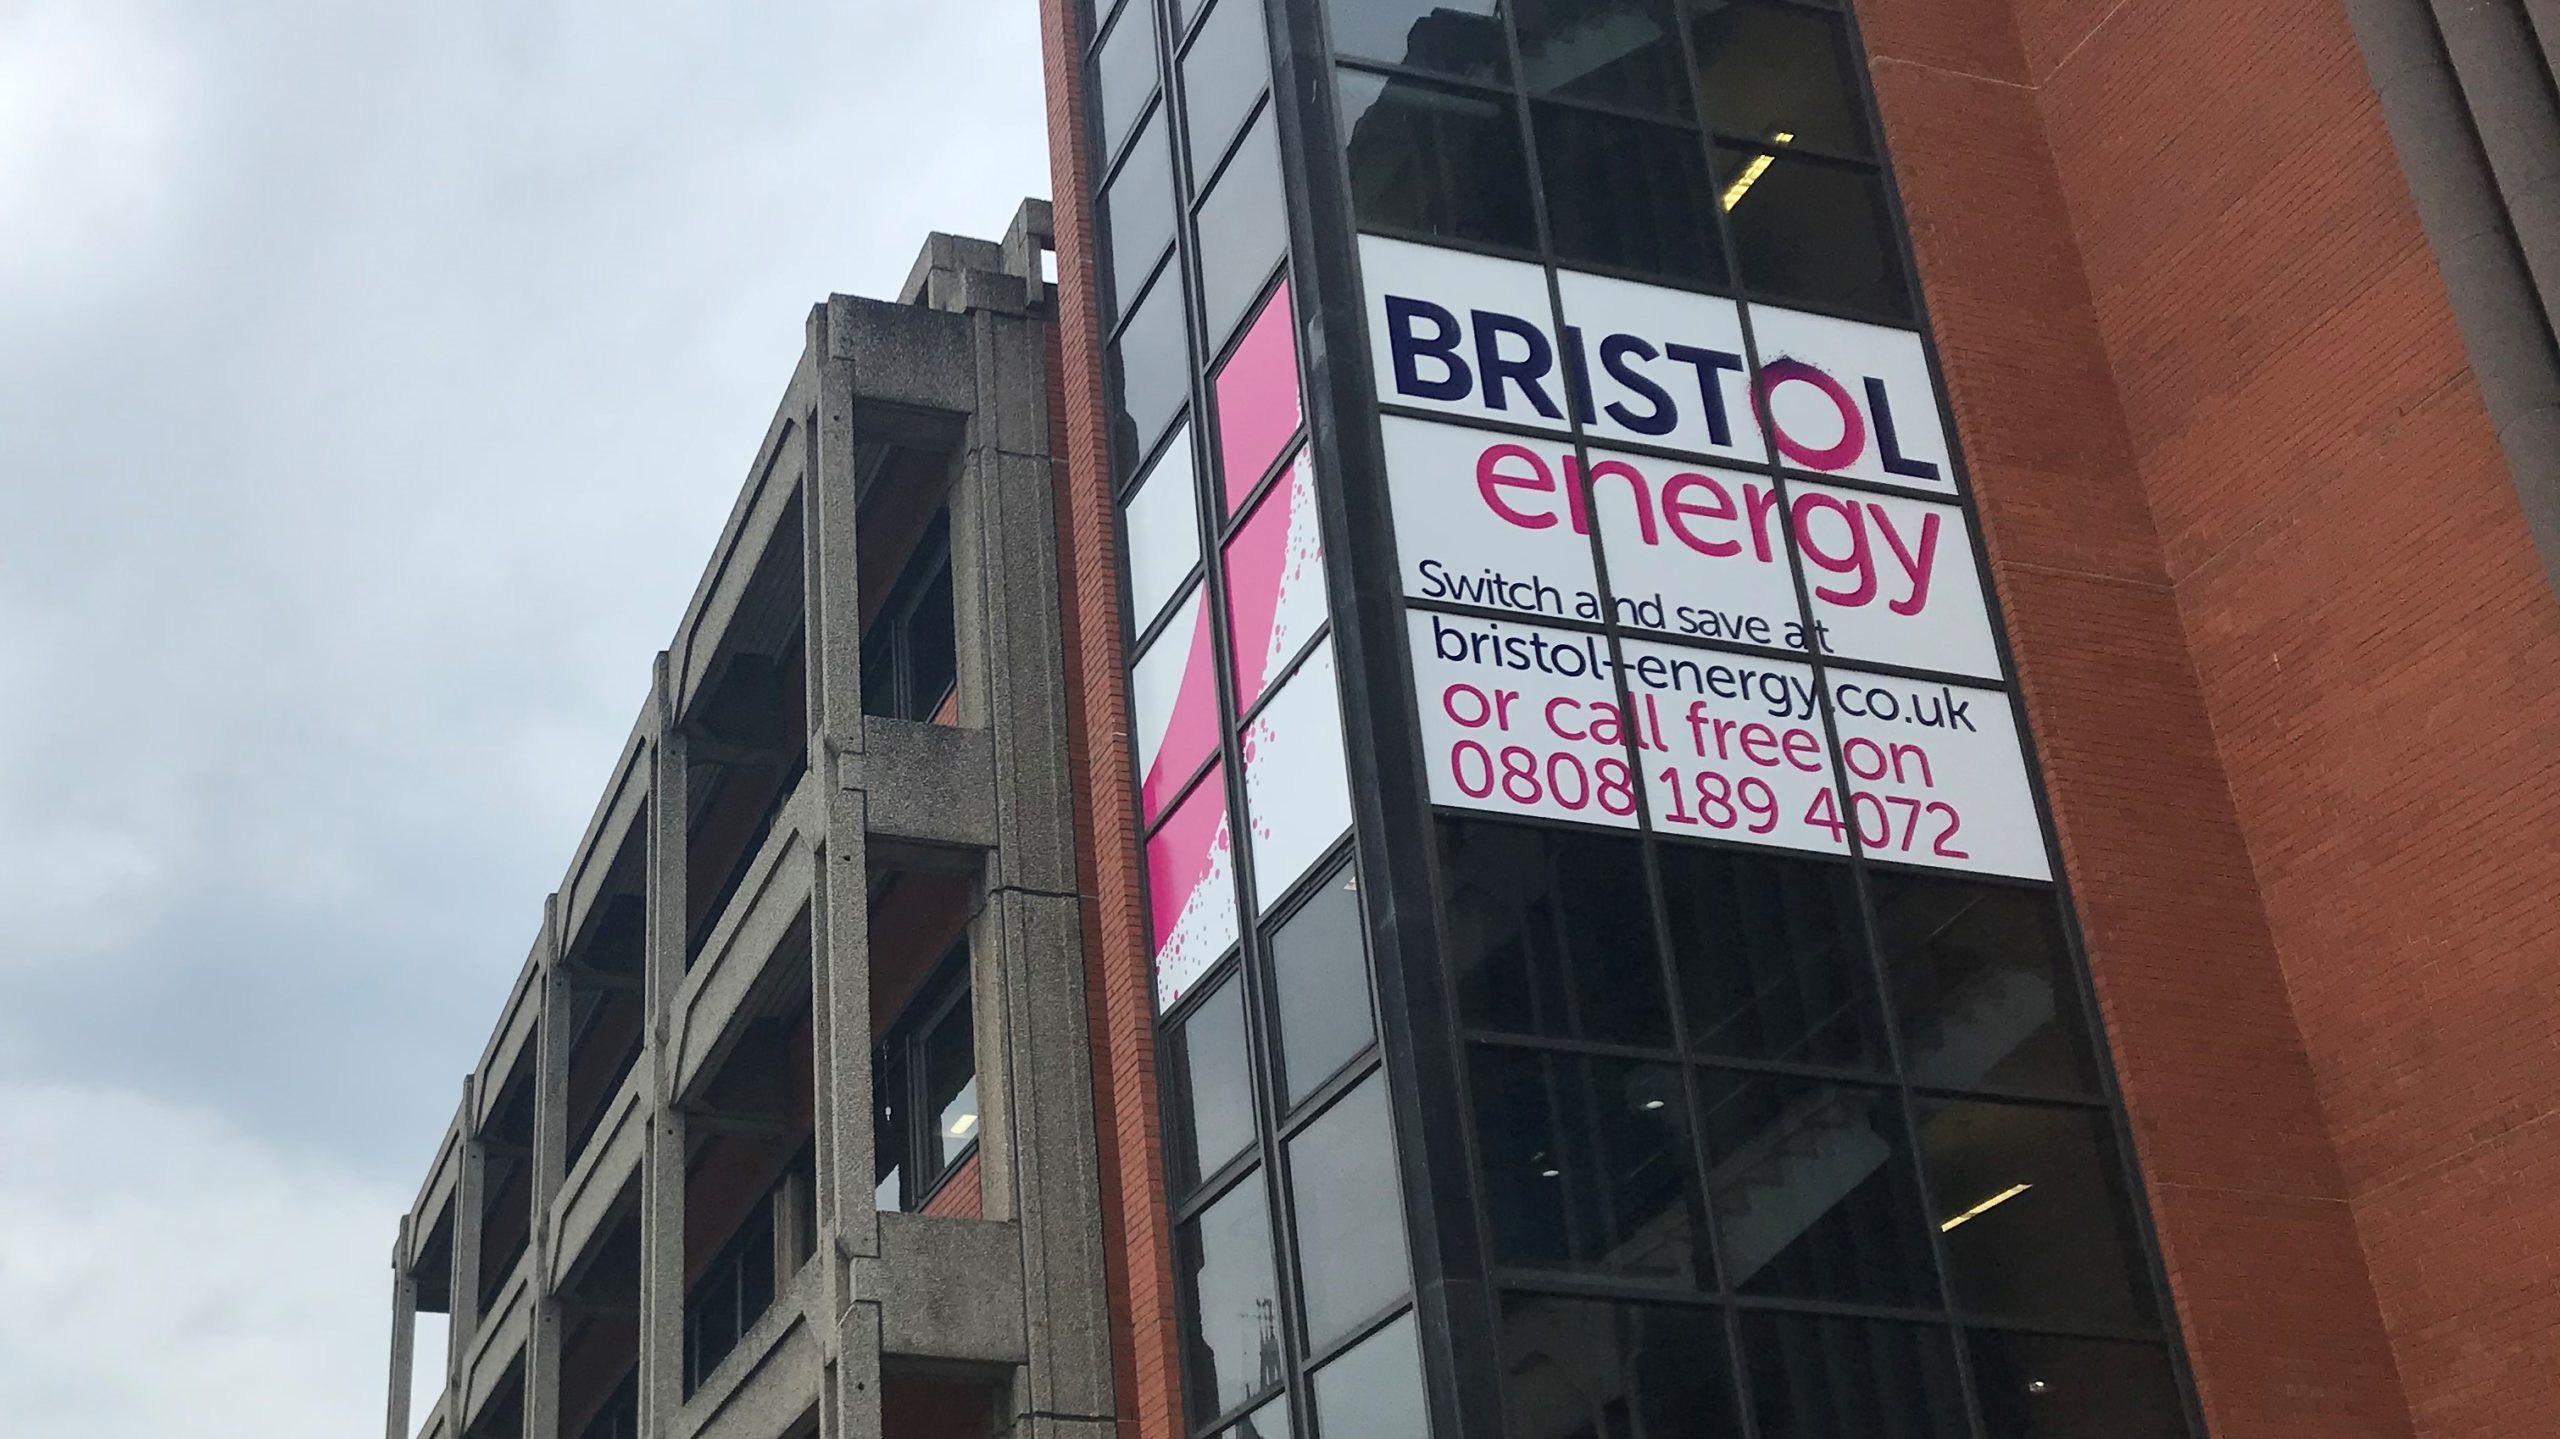 BRISTOL
energy
Switch and save at
bristol-energy.co.uk
or call free on
0808 189 4072